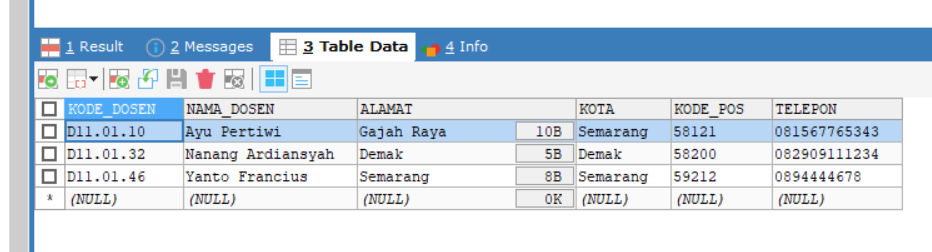 1 Result 2 Messages 3 Table Data 4 Info
KODE_DOSEN NAMA_DOSEN ALAMAT KOTA KODE_POS TELEPON
D11.01.10 Ayu Pertiwi Gajah Raya 10B Semarang 58121 081567765343
D11.01.32 Nanang Ardiansyah Demak 5B Demak 58200 082909111234
D11.01.46 Yanto Francius Semarang 8B Semarang 59212 0894444678
* (NULL) (NULL) (NULL) 0K (NULL) (NULL) (NULL)